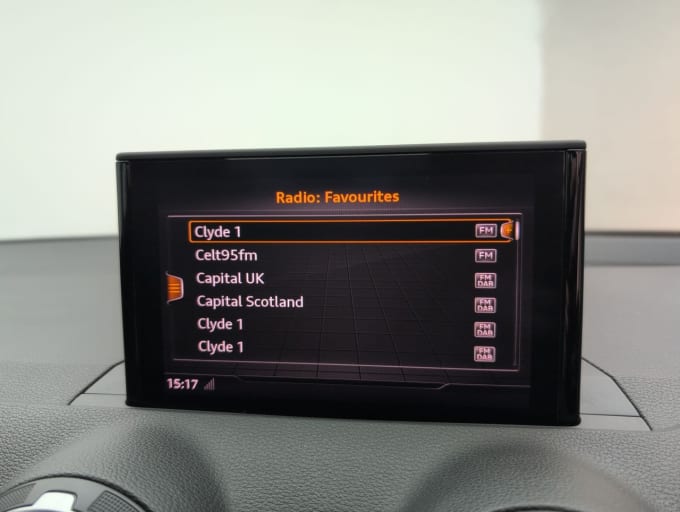 Radio: Favourites
Clyde 1 FM
Celt95fm FM
Capital UK FM DAB
Capital Scotland FM DAB
Clyde 1 FM DAB
Clyde 1 FM DAB
15:17